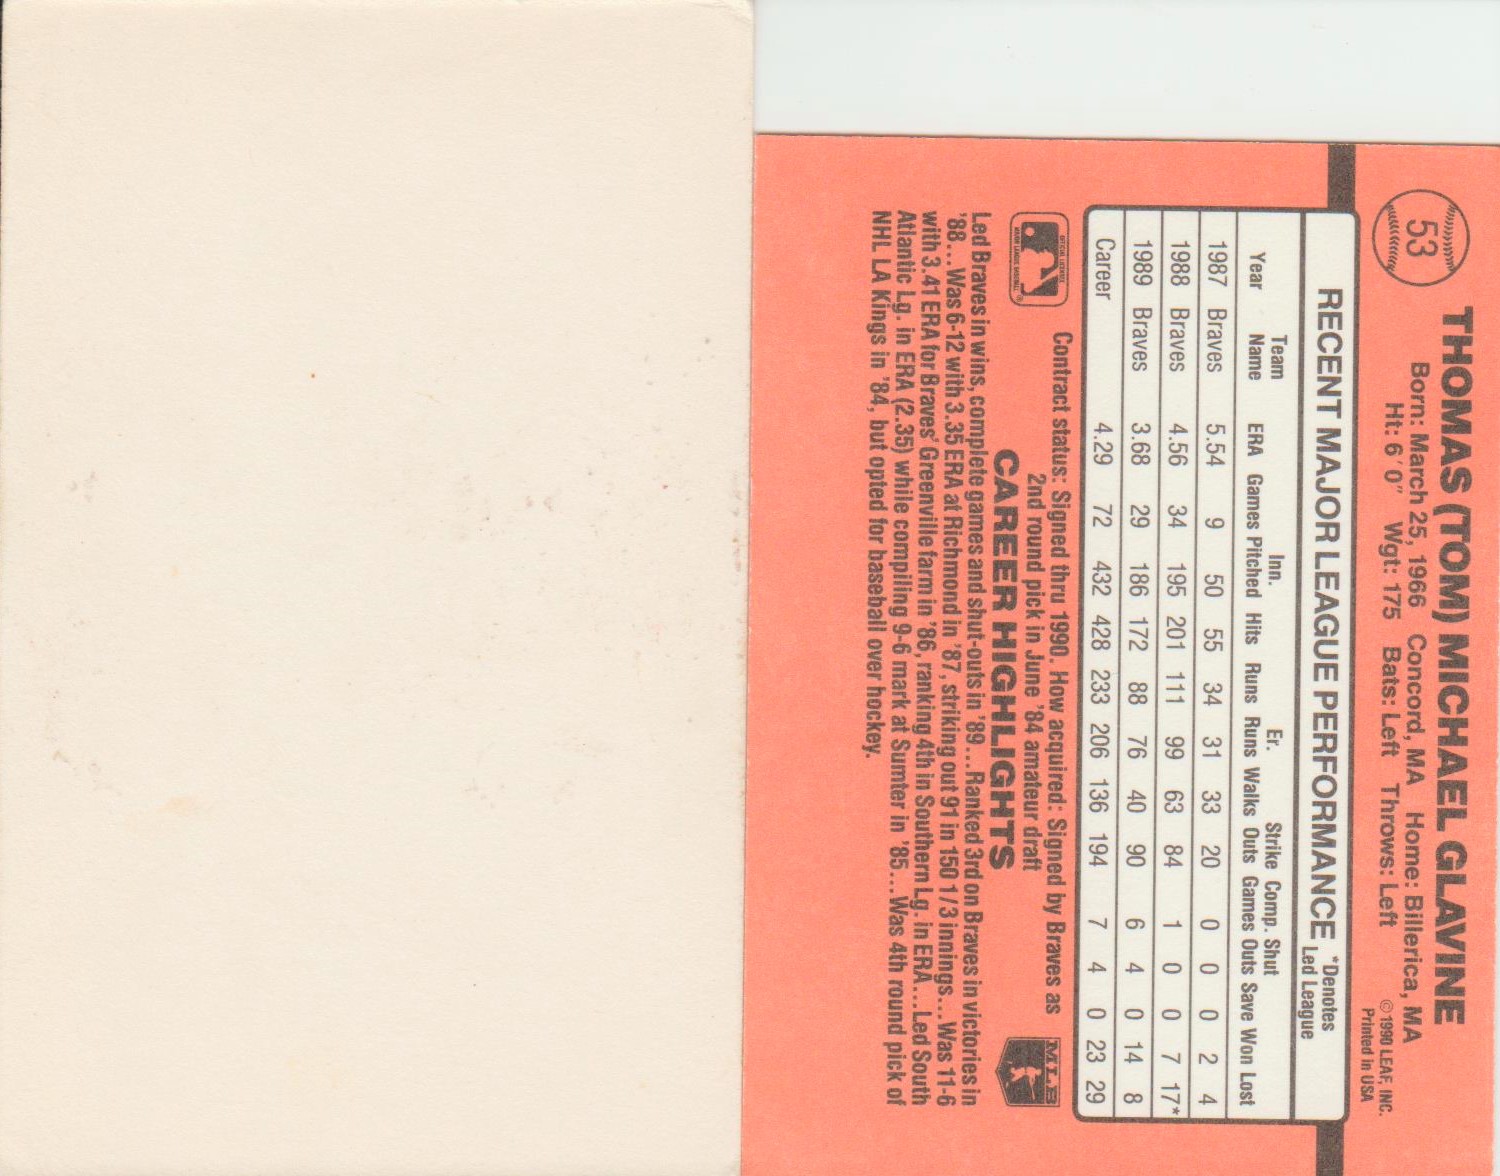 53
THOMAS (TOM) MICHAEL GLAVINE
Born: March 25, 1966 Concord, MA Home: Billerica, MA
Ht: 6'0" Wgt: 175 Bats: Left Throws: Left
© 1990 LEAF, INC.
Printed in USA
RECENT MAJOR LEAGUE PERFORMANCE *Denotes
Led League
Team Inn. Er. Strike Comp. Shut
Year Name ERA Games Pitched Hits Runs Runs Walks Outs Games Outs Save Won Lost
1987 Braves 5.54 9 50 55 34 31 33 20 0 0 0 2 4
1988 Braves 4.56 34 195 201 111 99 63 84 1 0 0 7 17*
1989 Braves 3.68 29 186 172 88 76 40 90 6 4 0 14 8
Career 4.29 72 432 428 233 206 136 194 7 4 0 23 29
Contract status: Signed thru 1990. How acquired: Signed by Braves as
2nd round pick in June '84 amateur draft
MLB
CAREER HIGHLIGHTS
Led Braves in wins, complete games and shut-outs in '89...Ranked 3rd on Braves in victories in
'88...Was 6-12 with 3.35 ERA at Richmond in '87, striking out 91 in 150 1/3 innings...Was 11-6
with 3.41 ERA for Braves' Greenville farm in '86, ranking 4th in Southern Lg. in ERA...Led South
Atlantic Lg. in ERA (2.35) while compiling 9-6 mark at Sumter in '85...Was 4th round pick of
NHL LA Kings in '84, but opted for baseball over hockey.